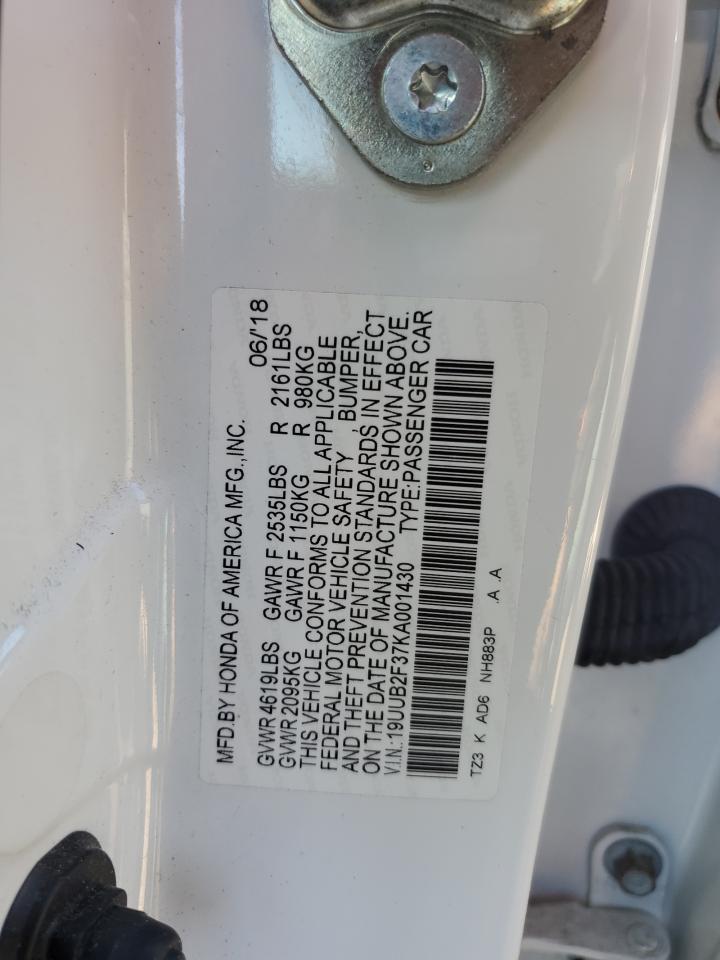 MFD.BY HONDA OF AMERICA MFG.,INC. 06/'18
GVWR 4619LBS GAWR F 2535LBS R 2161LBS
GVWR 2095KG GAWR F 1150KG R 980KG
THIS VEHICLE CONFORMS TO ALL APPLICABLE
FEDERAL MOTOR VEHICLE SAFETY , BUMPER,
AND THEFT PREVENTION STANDARDS IN EFFECT
ON THE DATE OF MANUFACTURE SHOWN ABOVE.
V.I.N.:19UUB2F37KA001430 TYPE:PASSENGER CAR
TZ3 K AD6 NH883P .A .A